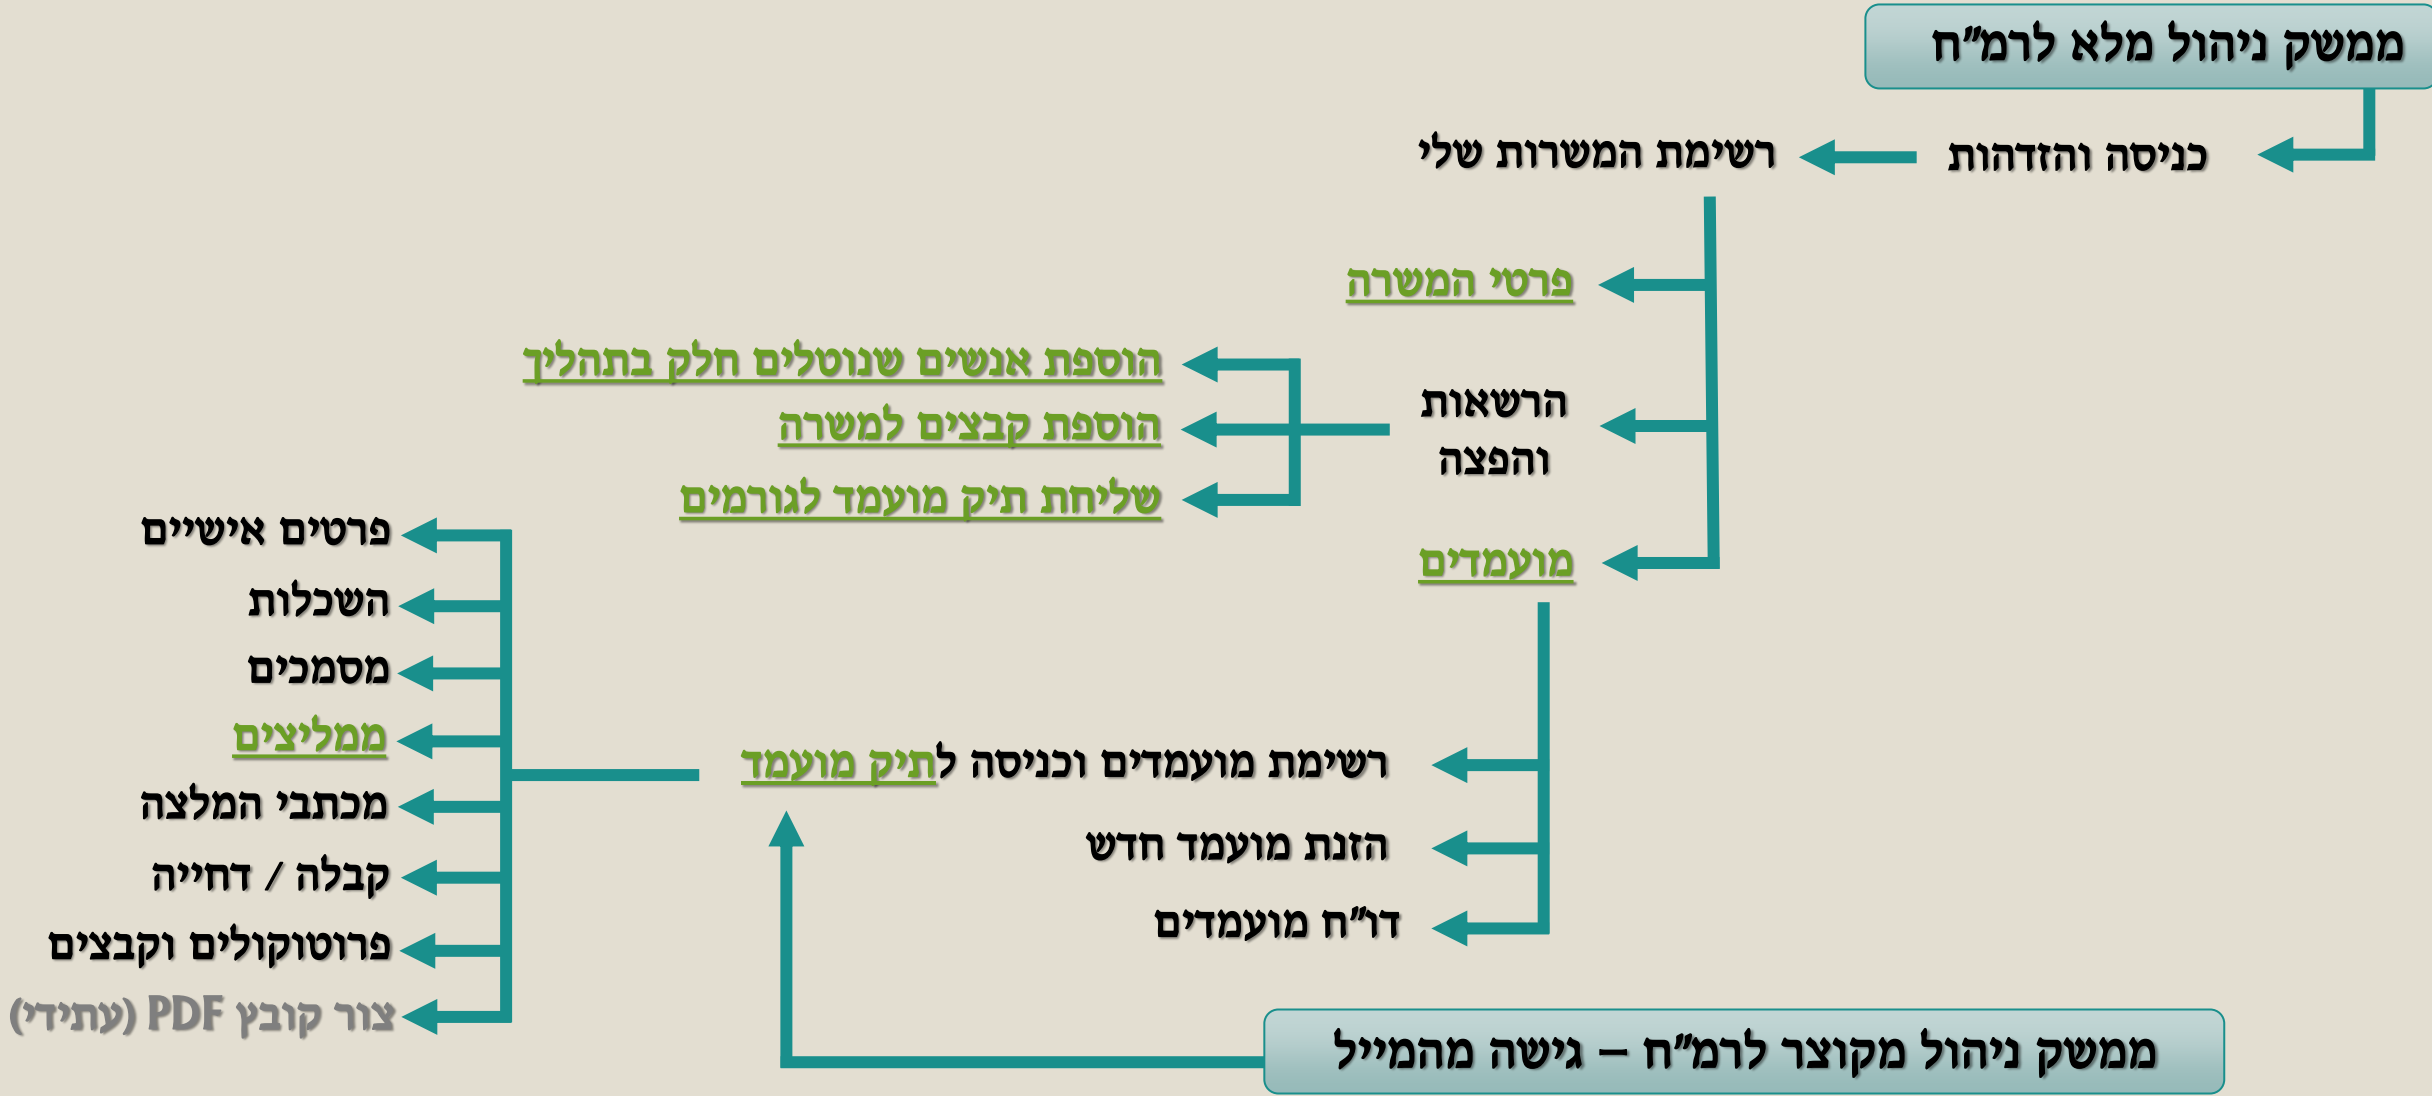 ממשק ניהול מלא לרמ״ח
כניסה והזדהות
רשימת המשרות שלי
פרטי המשרה
הרשאות
והפצה
הוספת אנשים שנוטלים חלק בתהליך
הוספת קבצים למשרה
שליחת תיק מועמד לגורמים
מועמדים
רשימת מועמדים וכניסה לתיק מועמד
הזנת מועמד חדש
דו״ח מועמדים
פרטים אישיים
השכלות
מסמכים
ממליצים
מכתבי המלצה
קבלה / דחייה
פרוטוקולים וקבצים
צור קובץ PDF (עתידי)
ממשק ניהול מקוצר לרמ״ח – גישה מהמייל